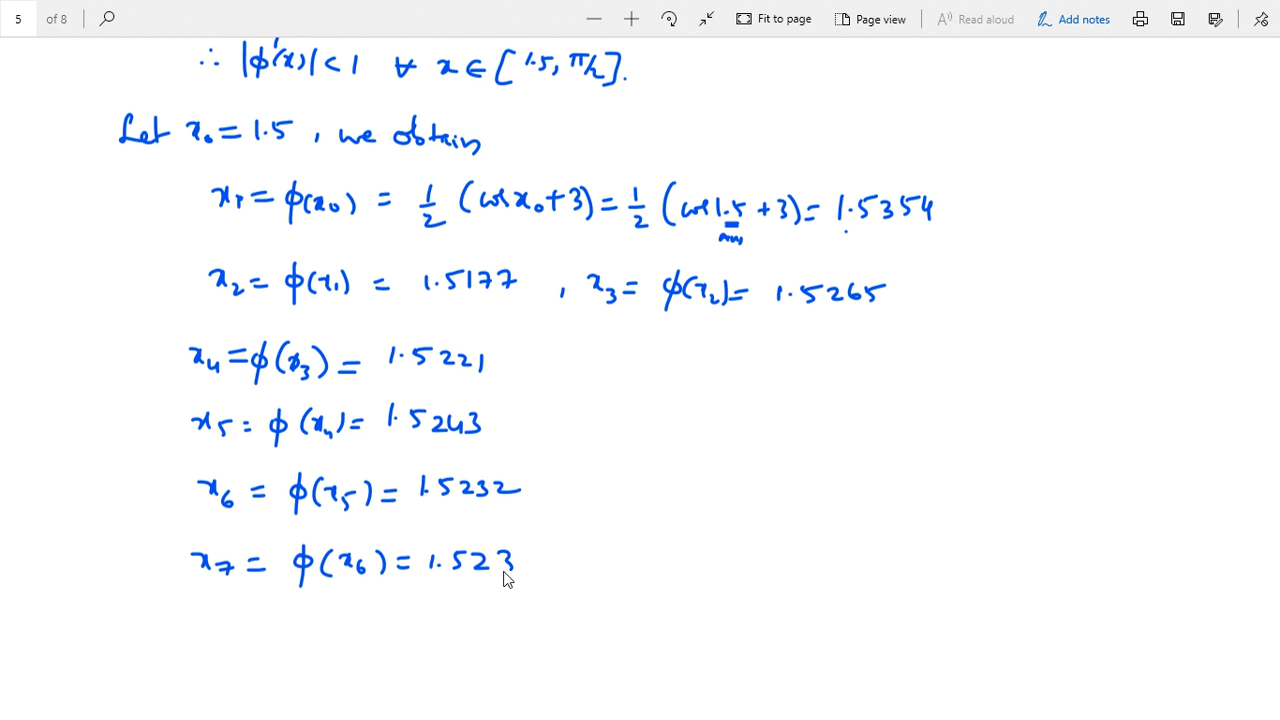 5 of 8 Fit to page Page view Read aloud Add notes
∴ |ϕ'(x)| < 1 ∀ x ∈ [1.5, π/2].
Let x₀ = 1.5, we obtain
x₁ = ϕ(x₀) = 1/2 (cos x₀ + 3) = 1/2 (cos 1.5 + 3) = 1.5354
ans
x₂ = ϕ(x₁) = 1.5177 , x₃ = ϕ(x₂) = 1.5265
x₄ = ϕ(x₃) = 1.5221
x₅ = ϕ(x₄) = 1.5243
x₆ = ϕ(x₅) = 1.5232
x₇ = ϕ(x₆) = 1.523